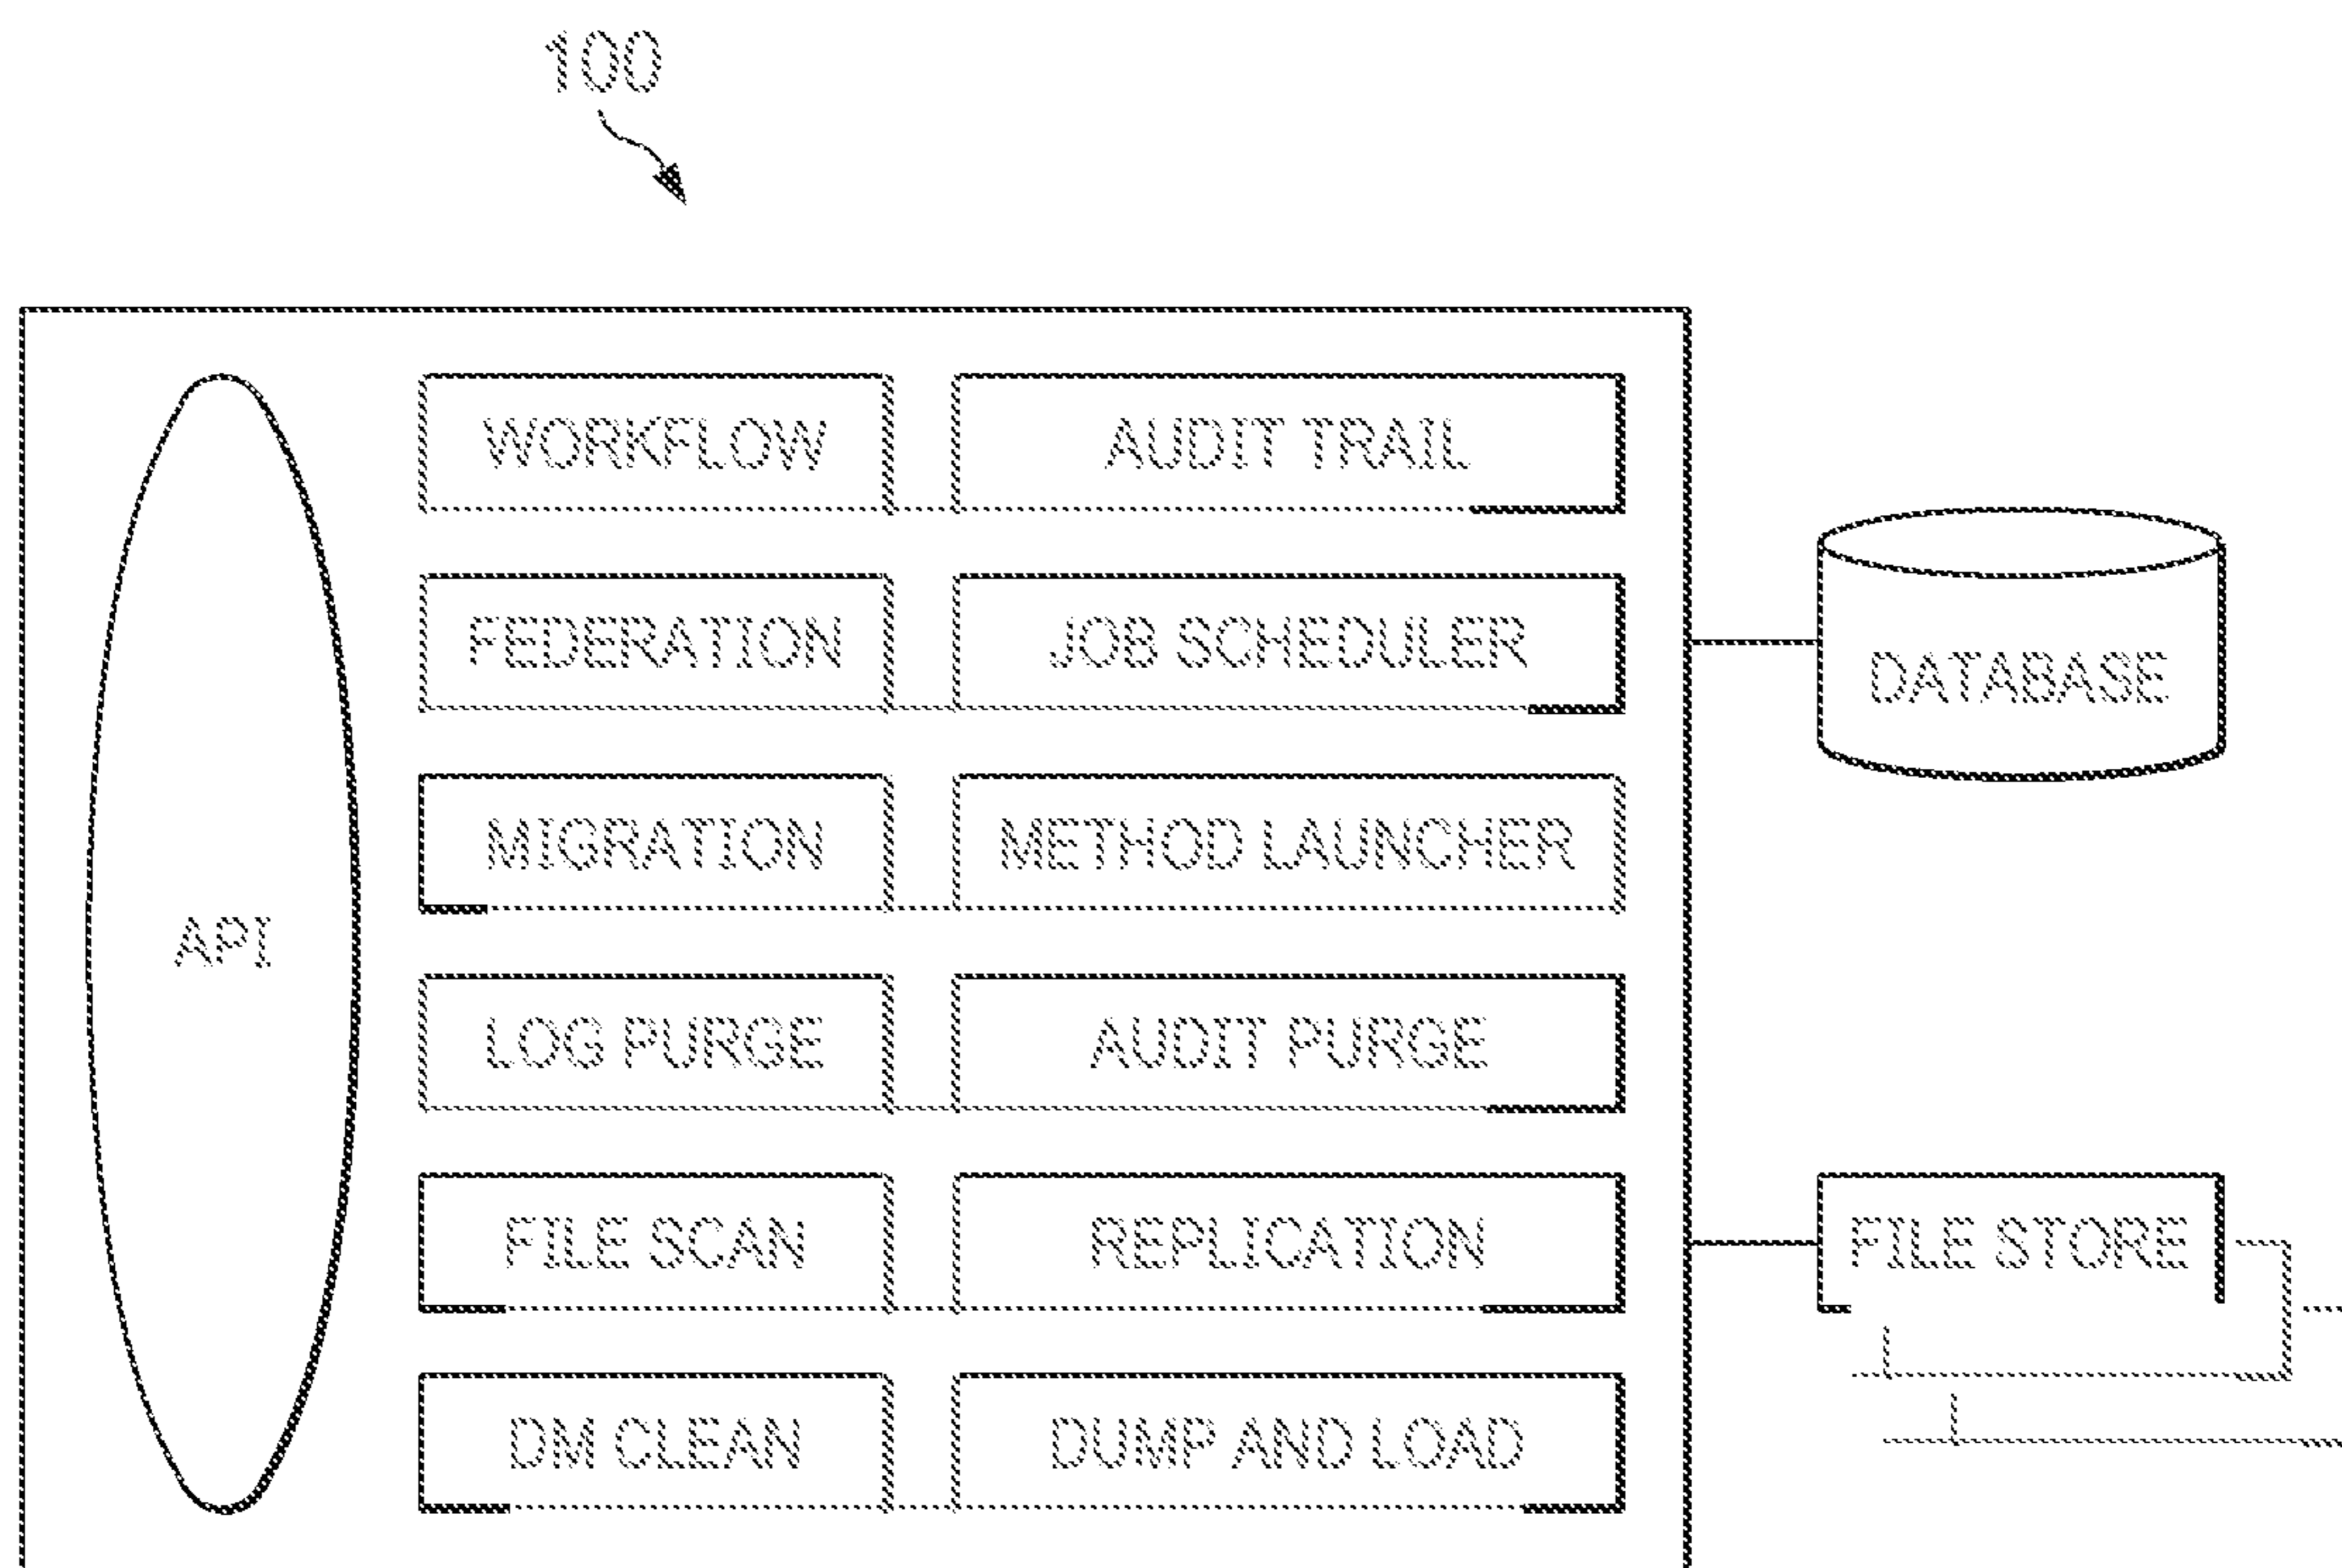 100
WORKFLOW
AUDIT TRAIL
FEDERATION
JOB SCHEDULER
DATABASE
MIGRATION
METHOD LAUNCHER
API
LOG PURGE
AUDIT PURGE
FILE SCAN
REPLICATION
FILE STORE
DM CLEAN
DUMP AND LOAD